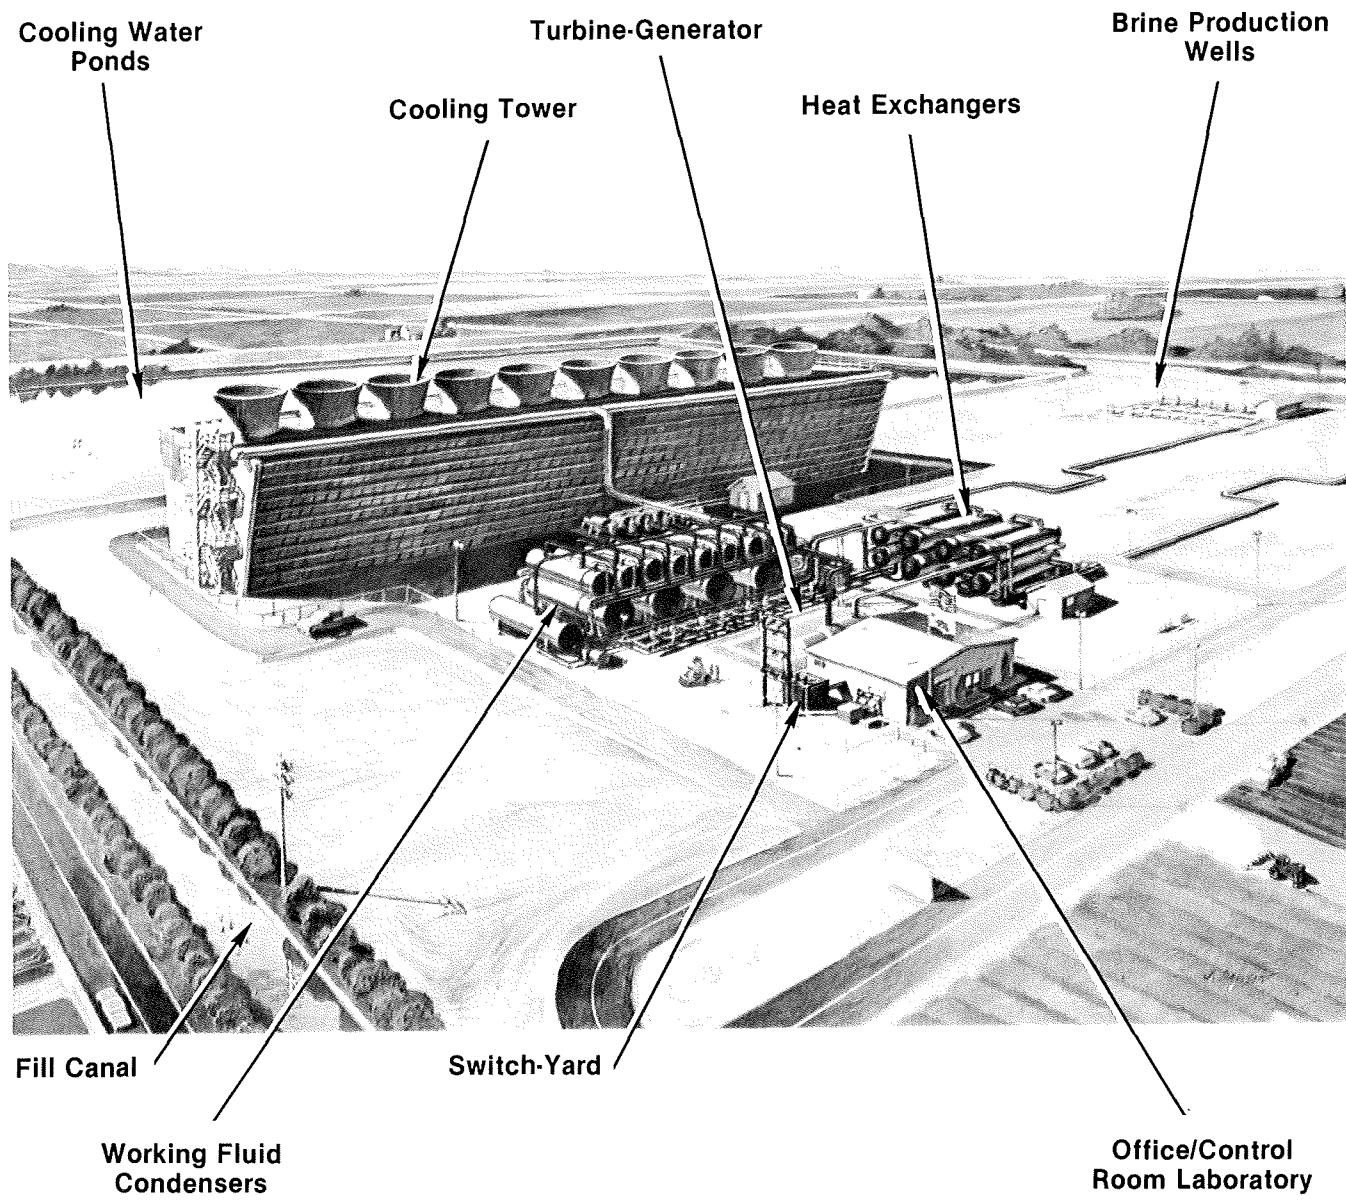 Cooling Water
Ponds
Turbine-Generator
Brine Production
Wells
Cooling Tower
Heat Exchangers
Fill Canal
Switch-Yard
Working Fluid
Condensers
Office/Control
Room Laboratory